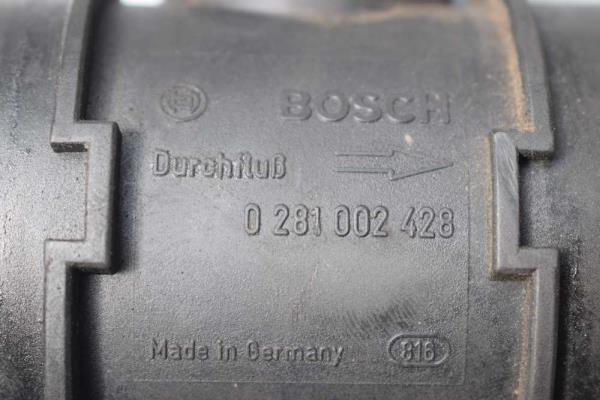 BOSCH
Durchfluß
0 281 002 428
Made in Germany 816